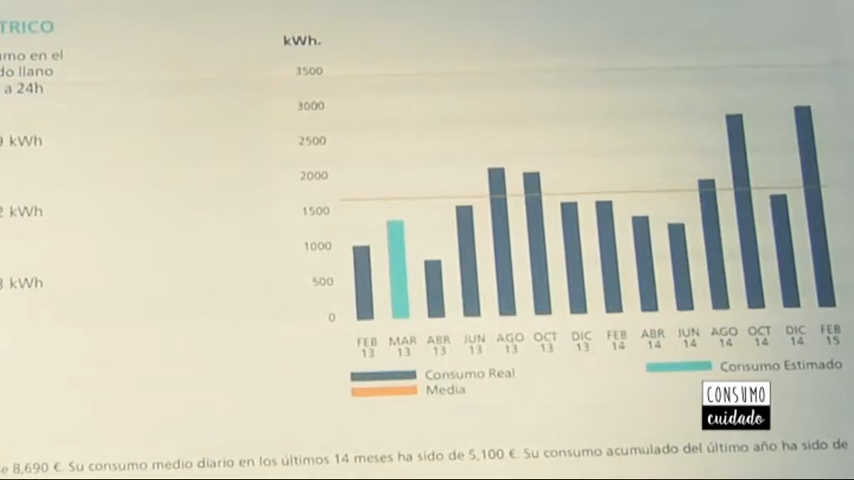 TRICO
mo en el
do llano
a 24h
kWh
kWh
kWh
kWh.
3500
3000
2500
2000
1500
1000
500
0
FEB 13
MAR 13
ABR 13
JUN 13
AGO 13
OCT 13
DIC 13
FEB 14
ABR 14
JUN 14
AGO 14
OCT 14
DIC 14
FEB 15
Consumo Real
Media
Consumo Estimado
CONSUMO
cuidado
e 8,690 €. Su consumo medio diario en los últimos 14 meses ha sido de 5,100 €. Su consumo acumulado del último año ha sido de